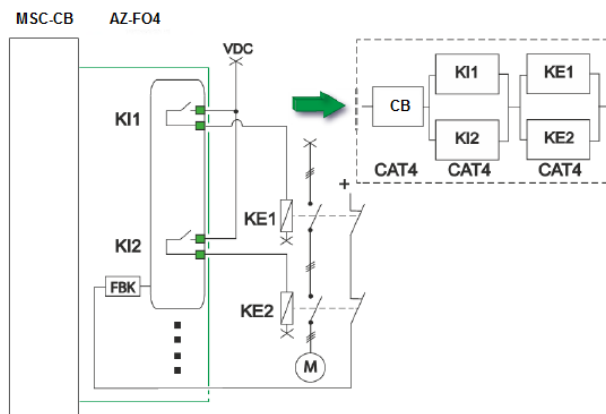 MSC-CB AZ-FO4
VDC
KI1
KI2
FBK
KE1
KE2
+
M
CB
KI1 KE1
KI2 KE2
CAT4 CAT4 CAT4